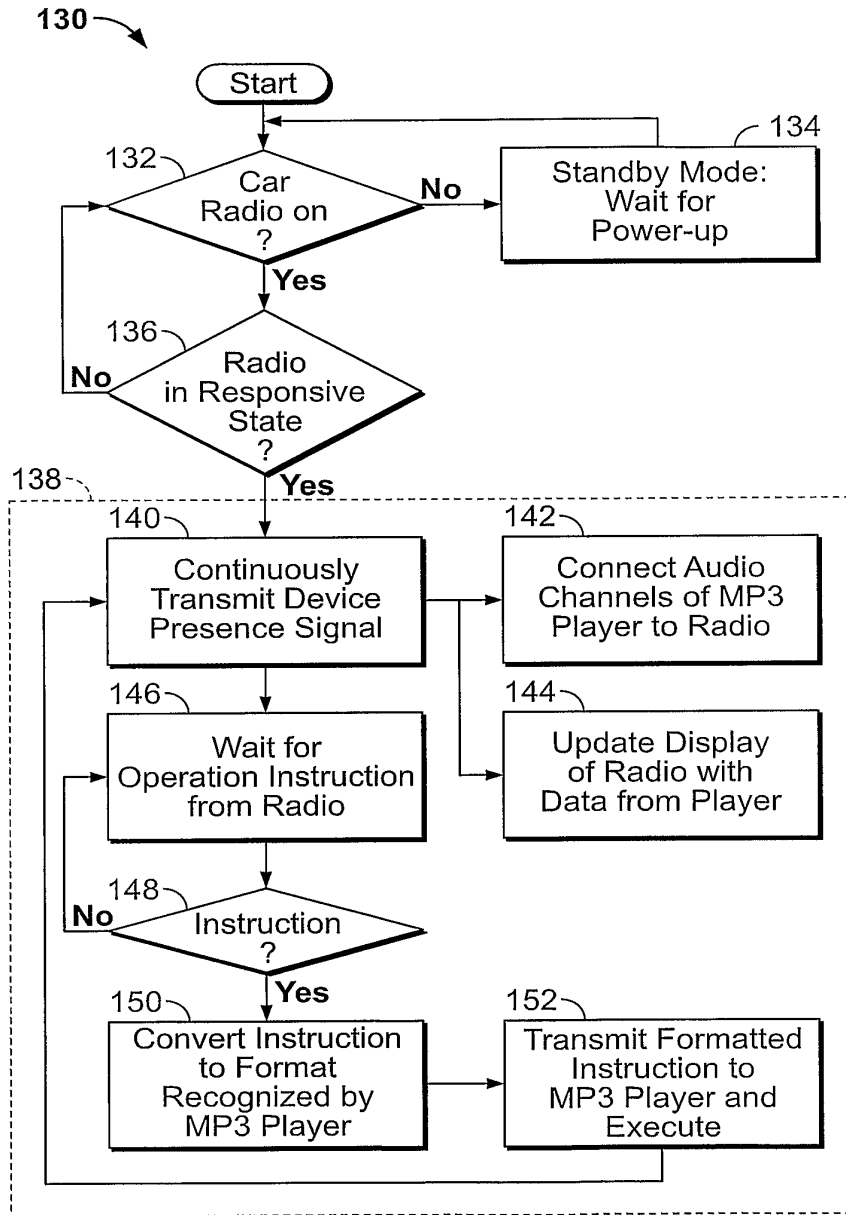 130
Start
132
Car
Radio on
?
No
134
Standby Mode:
Wait for
Power-up
Yes
136
Radio
in Responsive
State
?
No
Yes
138
140
Continuously
Transmit Device
Presence Signal
142
Connect Audio
Channels of MP3
Player to Radio
144
Update Display
of Radio with
Data from Player
146
Wait for
Operation Instruction
from Radio
148
Instruction
?
No
Yes
150
Convert Instruction
to Format
Recognized by
MP3 Player
152
Transmit Formatted
Instruction to
MP3 Player and
Execute